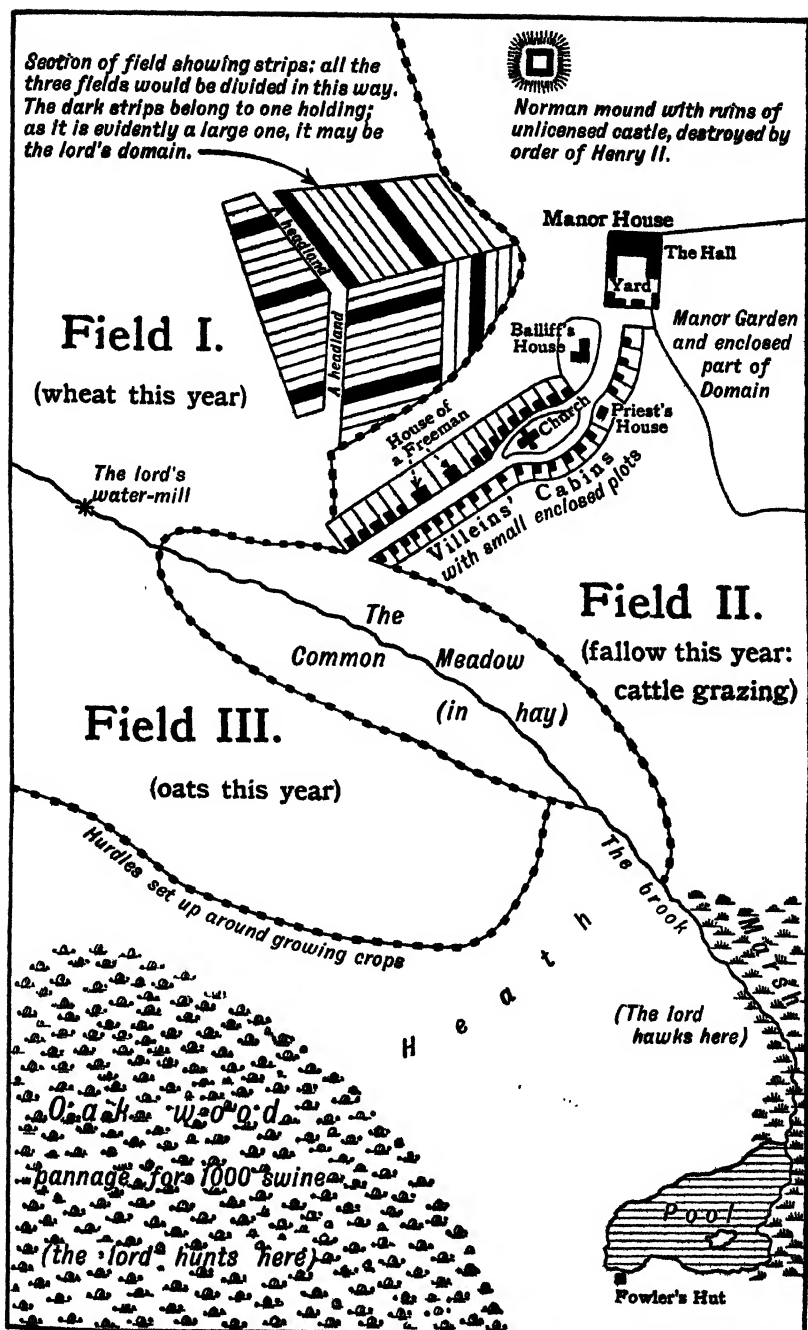 Section of field showing strips; all the
three fields would be divided in this way.
The dark strips belong to one holding;
as it is evidently a large one, it may be
the lord's domain.
Norman mound with ruins of
unlicensed castle, destroyed by
order of Henry II.
A headland
A headland
Manor House
The Hall
Yard
Field I.
(wheat this year)
Bailiff's
House
Manor Garden
and enclosed
part of
Domain
House of
a Freeman
Church
Priest's
House
The lord's
water-mill
Villeins' Cabins
with small enclosed plots
Field II.
(fallow this year:
cattle grazing)
The
Common Meadow
(in hay)
Field III.
(oats this year)
Hurdles set up around growing crops
The brook
Marsh
Heath
(The lord
hawks here)
Oak wood
pannage for 1000 swine
(the lord hunts here)
Pool
Fowler's Hut